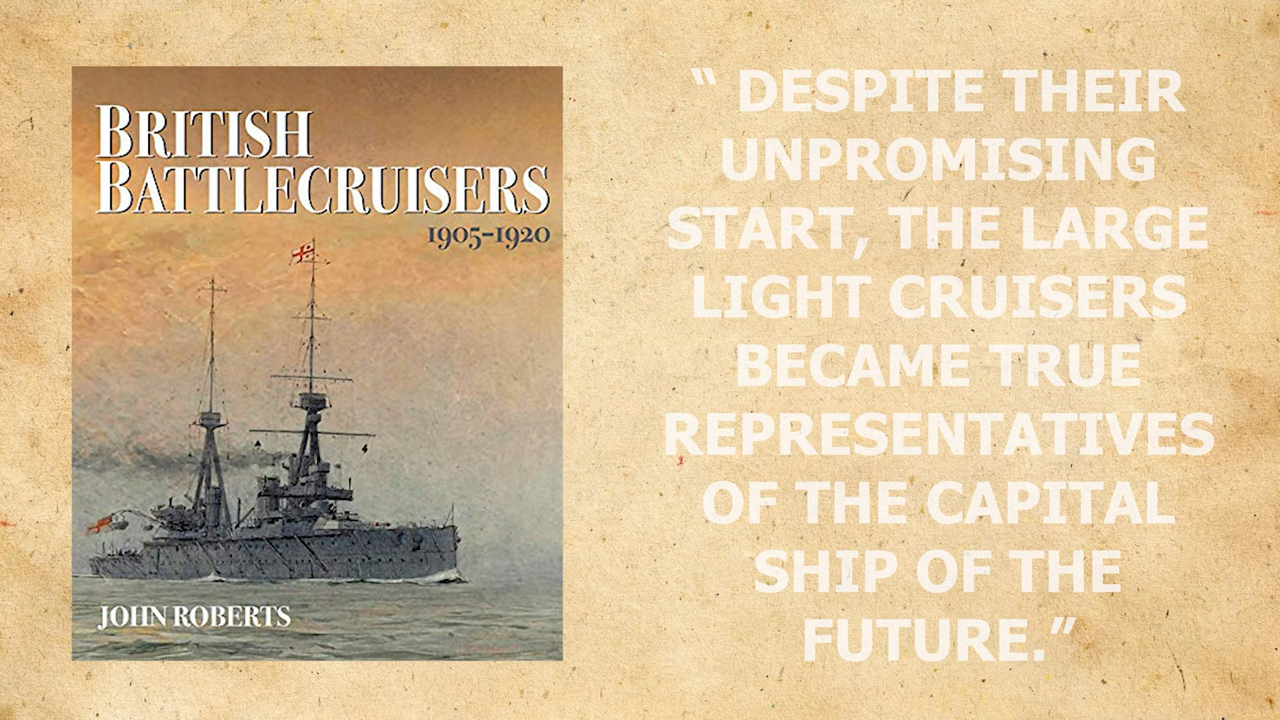 BRITISH
BATTLECRUISERS
1905-1920
JOHN ROBERTS
“ DESPITE THEIR
UNPROMISING
START, THE LARGE
LIGHT CRUISERS
BECAME TRUE
REPRESENTATIVES
OF THE CAPITAL
SHIP OF THE
FUTURE.”